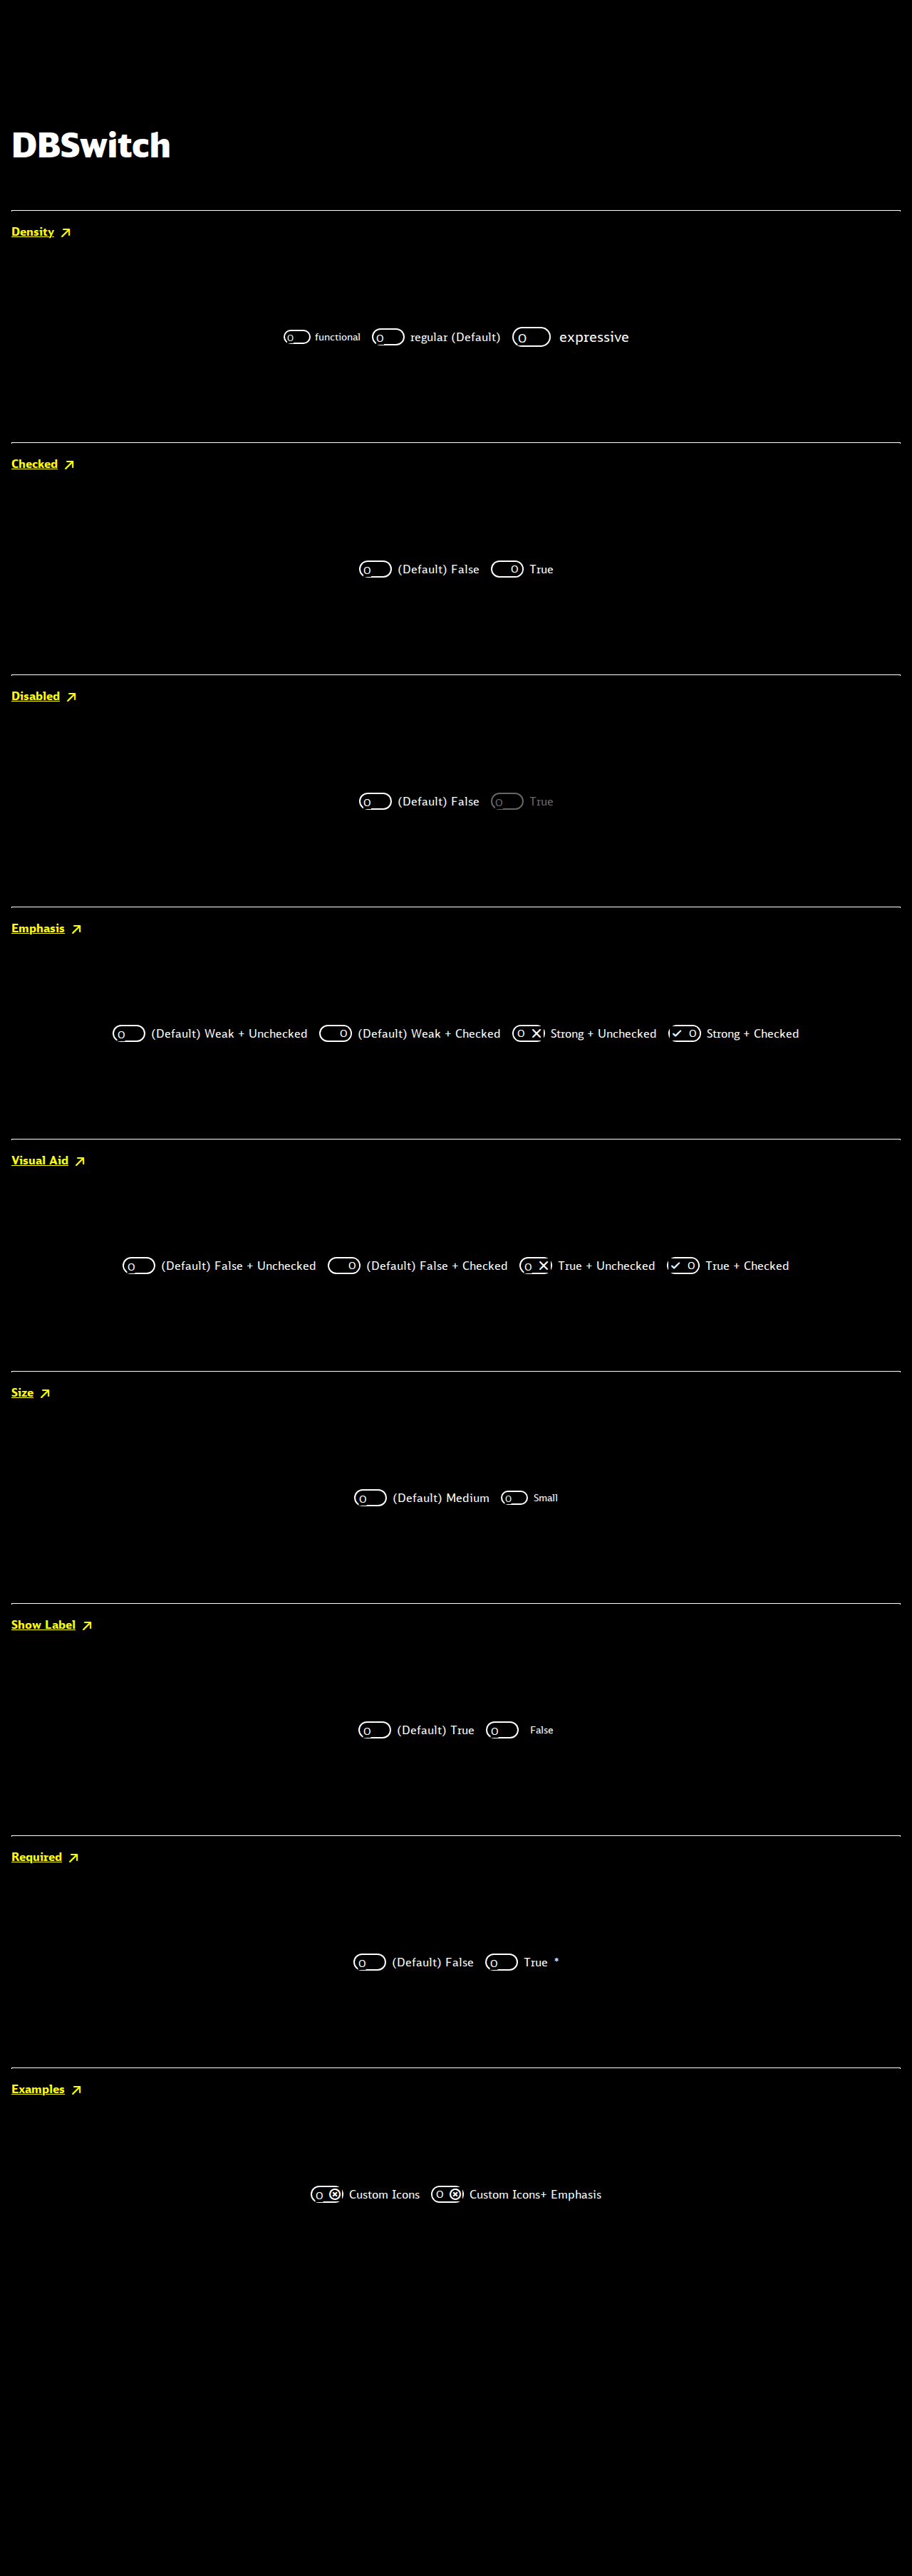 DBSwitch
Density
functional regular (Default) expressive
Checked
(Default) False True
Disabled
(Default) False True
Emphasis
(Default) Weak + Unchecked (Default) Weak + Checked Strong + Unchecked Strong + Checked
Visual Aid
(Default) False + Unchecked (Default) False + Checked True + Unchecked True + Checked
Size
(Default) Medium Small
Show Label
(Default) True False
Required
(Default) False True *
Examples
Custom Icons Custom Icons+ Emphasis